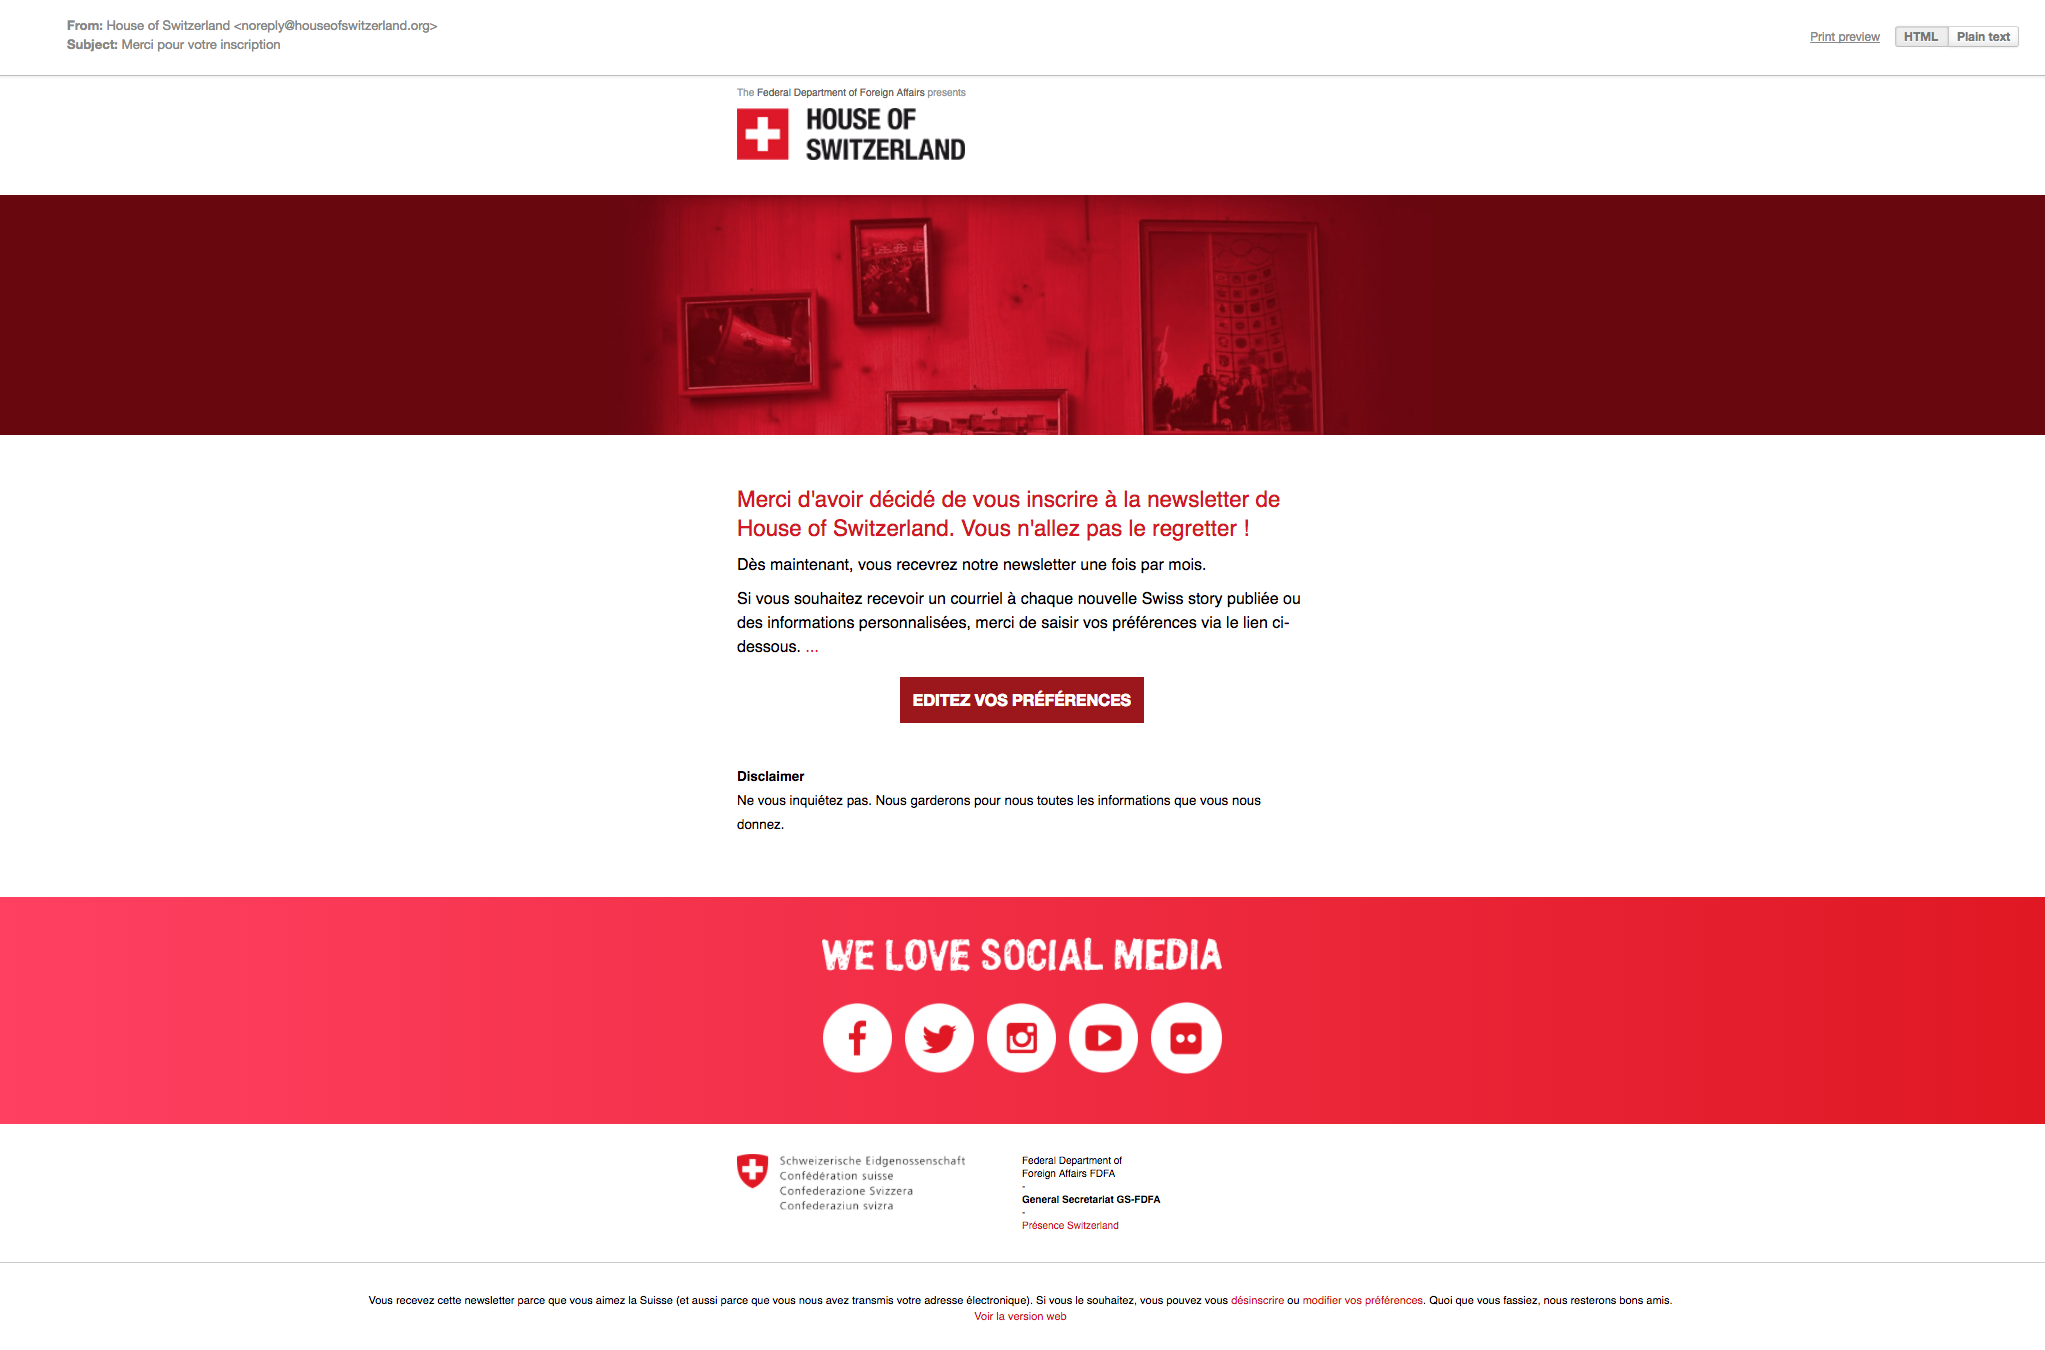 From: House of Switzerland <noreply@houseofswitzerland.org>
Subject: Merci pour votre inscription
Print preview
HTML
Plain text
The Federal Department of Foreign Affairs presents
HOUSE OF
SWITZERLAND
Merci d'avoir décidé de vous inscrire à la newsletter de
House of Switzerland. Vous n'allez pas le regretter !
Dès maintenant, vous recevrez notre newsletter une fois par mois.
Si vous souhaitez recevoir un courriel à chaque nouvelle Swiss story publiée ou
des informations personnalisées, merci de saisir vos préférences via le lien ci-
dessous. ...
EDITEZ VOS PRÉFÉRENCES
Disclaimer
Ne vous inquiétez pas. Nous garderons pour nous toutes les informations que vous nous
donnez.
WE LOVE SOCIAL MEDIA
Schweizerische Eidgenossenschaft
Confédération suisse
Confederazione Svizzera
Confederaziun svizra
Federal Department of
Foreign Affairs FDFA
-
General Secretariat GS-FDFA
-
Présence Switzerland
Vous recevez cette newsletter parce que vous aimez la Suisse (et aussi parce que vous nous avez transmis votre adresse électronique). Si vous le souhaitez, vous pouvez vous désinscrire ou modifier vos préférences. Quoi que vous fassiez, nous resterons bons amis.
Voir la version web